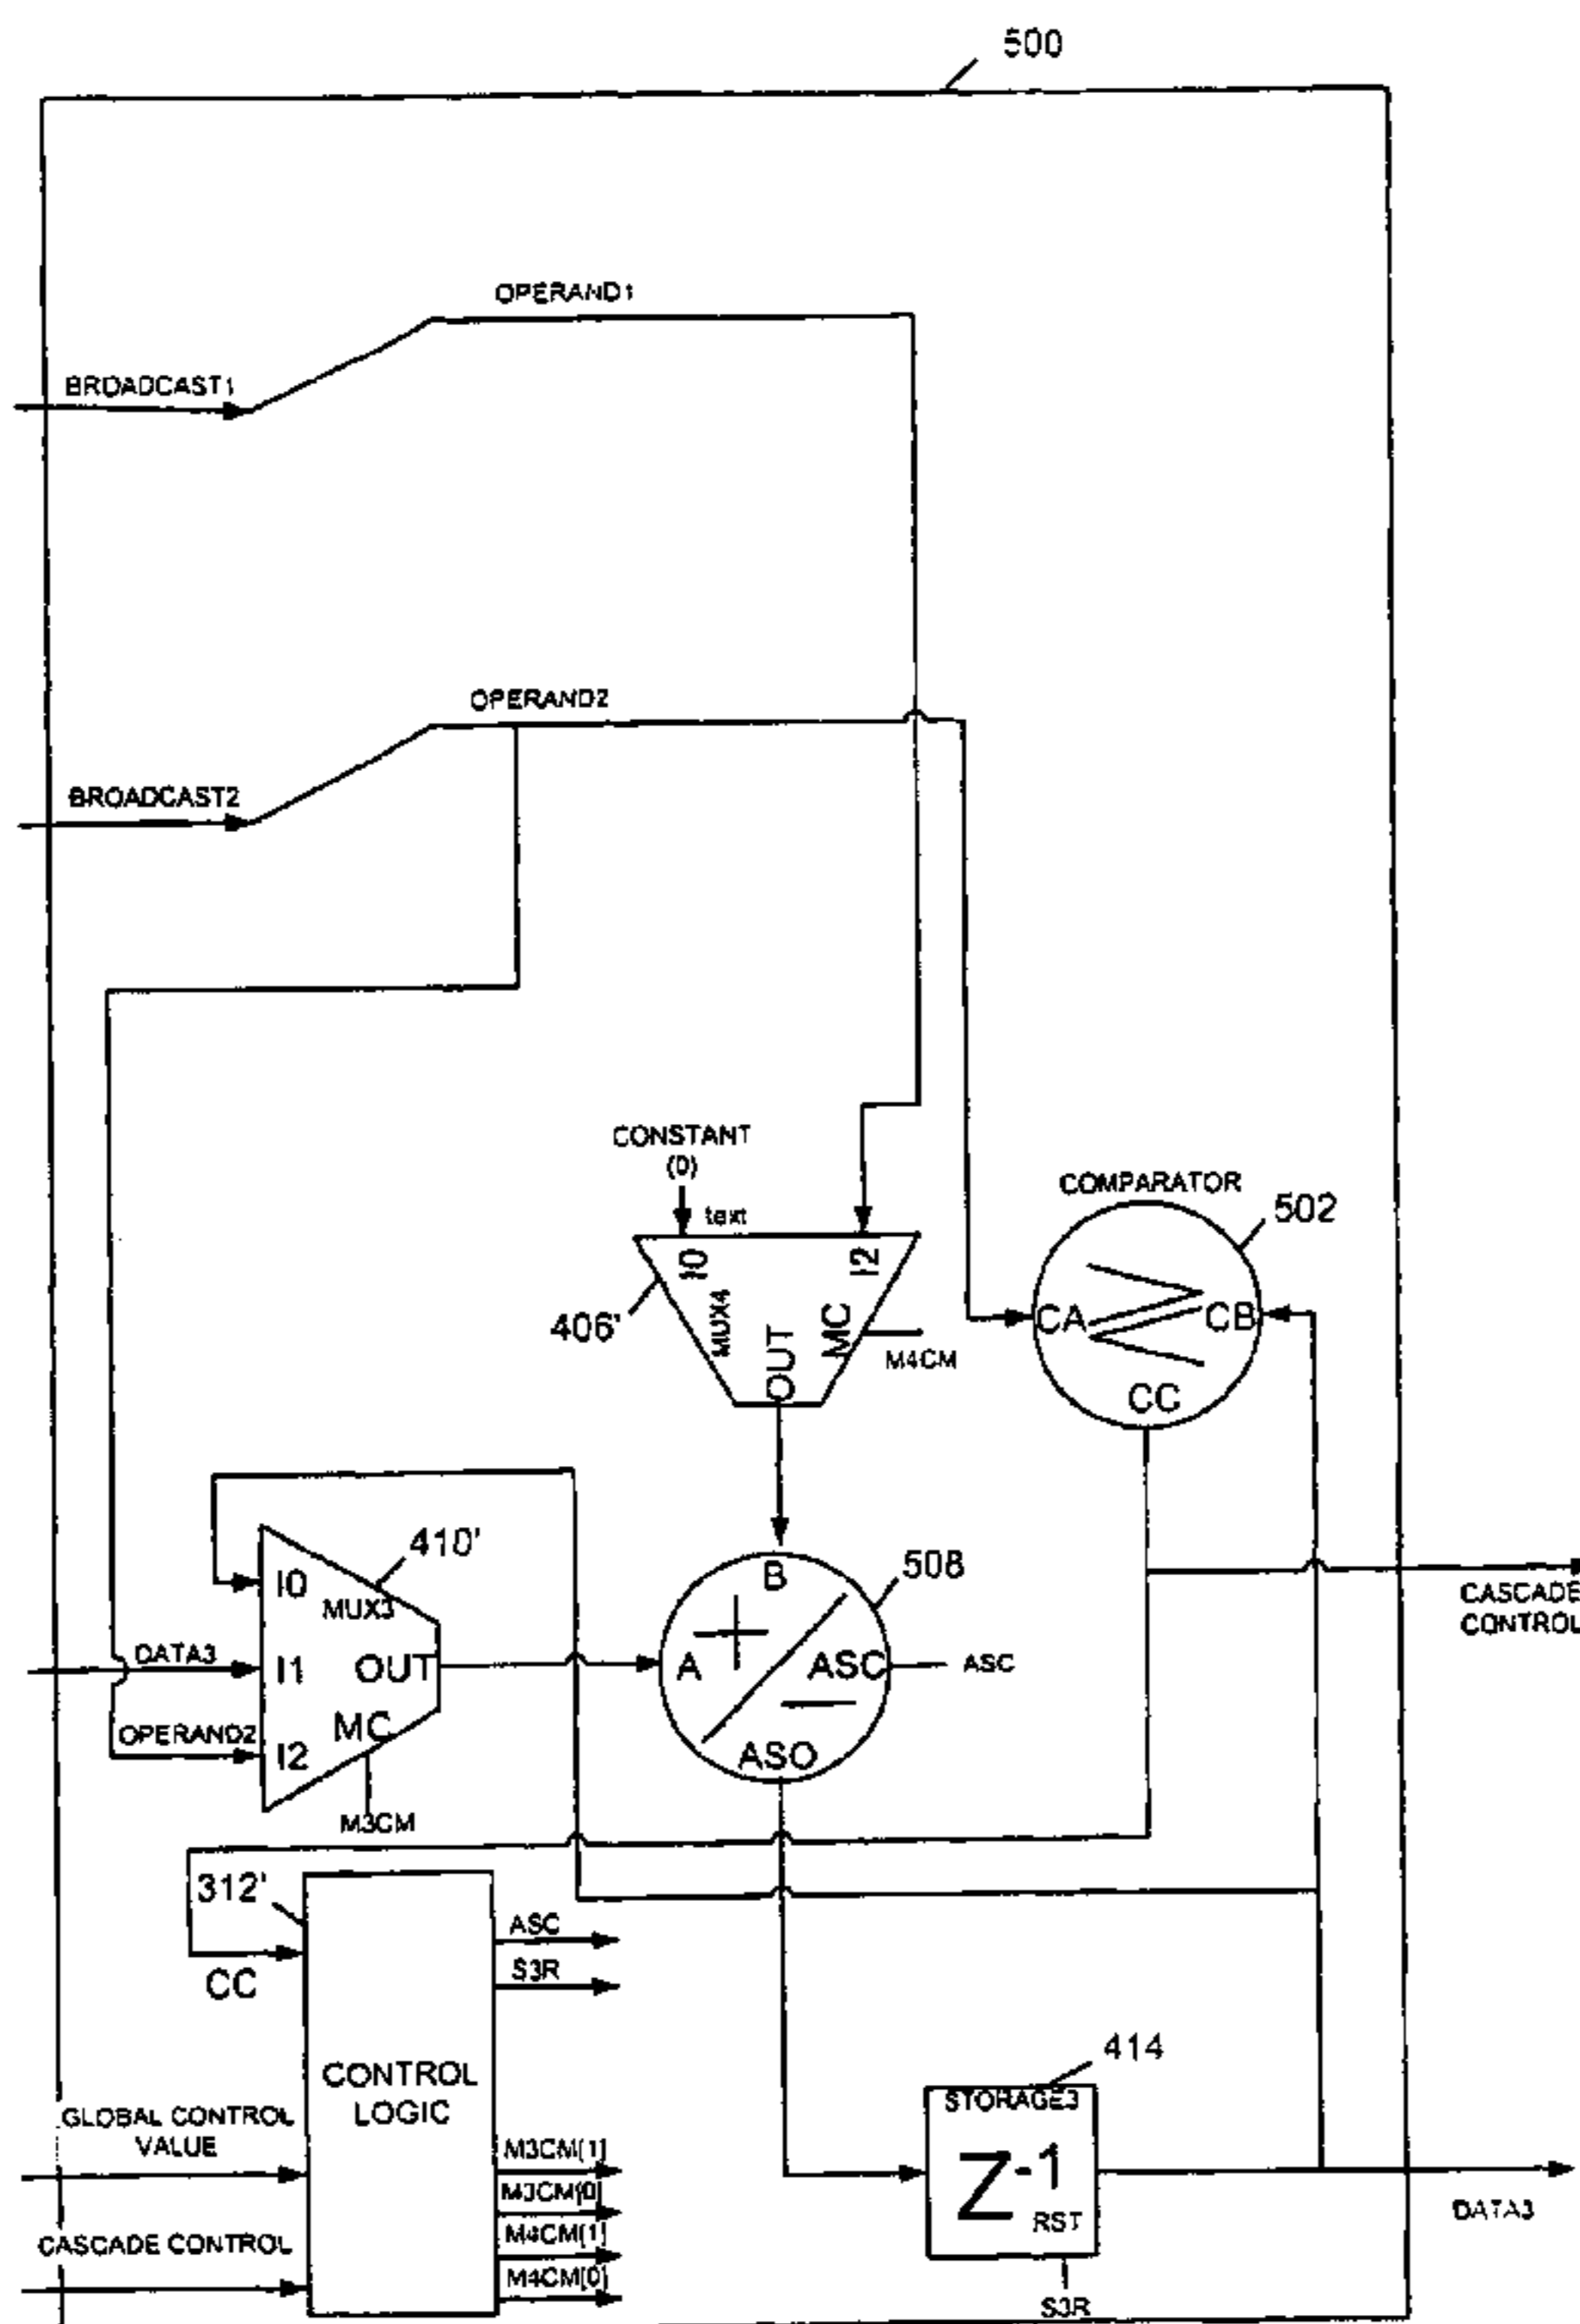 500
OPERAND1
BROADCAST1
OPERAND2
BROADCAST2
CONSTANT
(0)
text
COMPARATOR
502
I0
I2
MUX4
OUT
MC
406'
M4CM
CA
CB
CC
410'
I0
MUX3
I1
OUT
MC
I2
DATA3
OPERAND2
M3CM
508
B
A
ASC
ASC
ASO
CASCADE
CONTROL
312'
CC
CONTROL
LOGIC
ASC
S3R
M3CM[1]
M3CM[0]
M4CM[1]
M4CM[0]
GLOBAL CONTROL
VALUE
CASCADE CONTROL
414
STORAGE3
Z-1
RST
S3R
DATA3